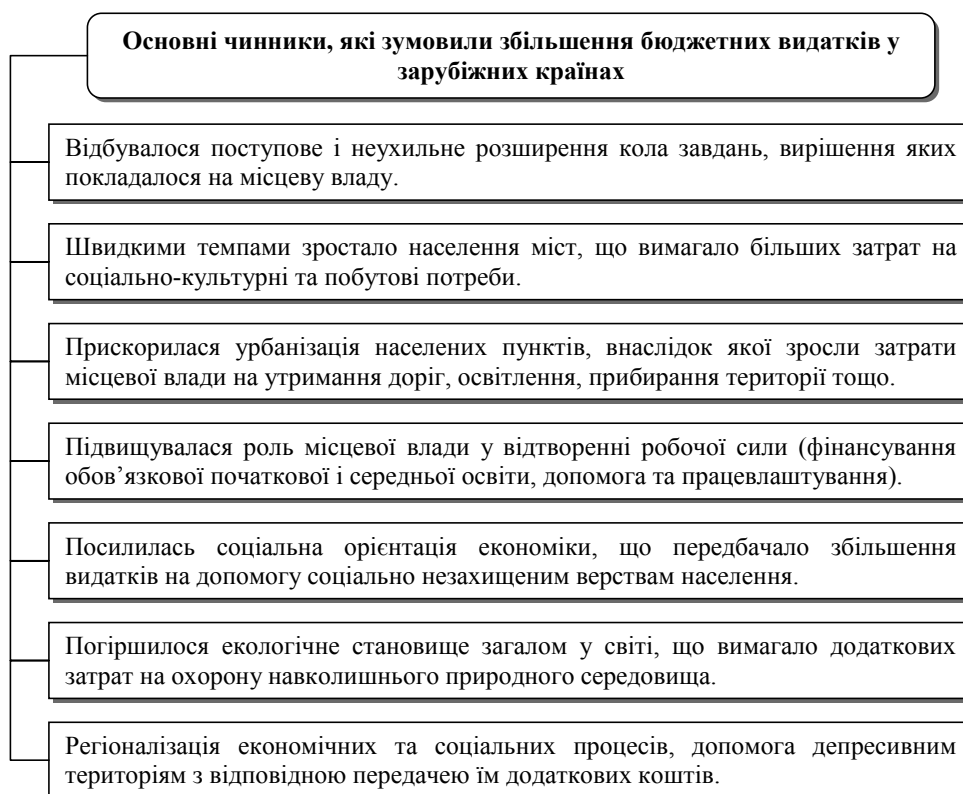 Основні чинники, які зумовили збільшення бюджетних видатків у
зарубіжних країнах
Відбувалося поступове і неухильне розширення кола завдань, вирішення яких
покладалося на місцеву владу.
Швидкими темпами зростало населення міст, що вимагало більших затрат на
соціально-культурні та побутові потреби.
Прискорилася урбанізація населених пунктів, внаслідок якої зросли затрати
місцевої влади на утримання доріг, освітлення, прибирання території тощо.
Підвищувалася роль місцевої влади у відтворенні робочої сили (фінансування
обов’язкової початкової і середньої освіти, допомога та працевлаштування).
Посилилась соціальна орієнтація економіки, що передбачало збільшення
видатків на допомогу соціально незахищеним верствам населення.
Погіршилося екологічне становище загалом у світі, що вимагало додаткових
затрат на охорону навколишнього природного середовища.
Регіоналізація економічних та соціальних процесів, допомога депресивним
територіям з відповідною передачею їм додаткових коштів.